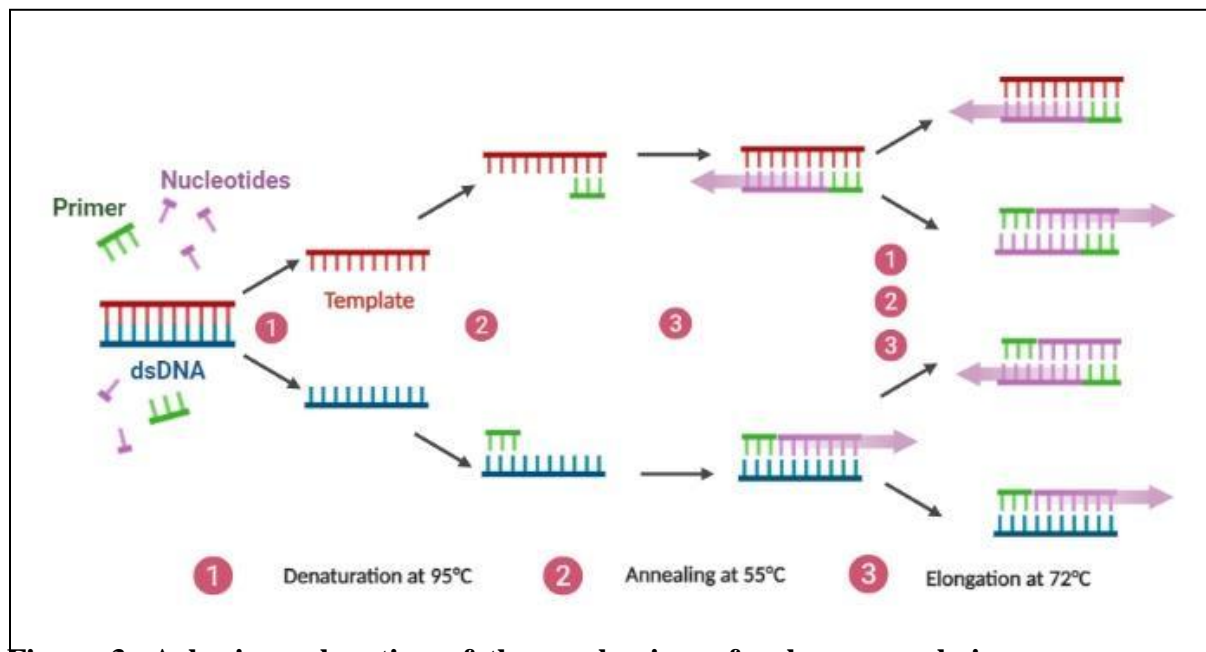 Nucleotides
Primer
Template
dsDNA
1
2
3
1
2
3
1 Denaturation at 95°C 2 Annealing at 55°C 3 Elongation at 72°C